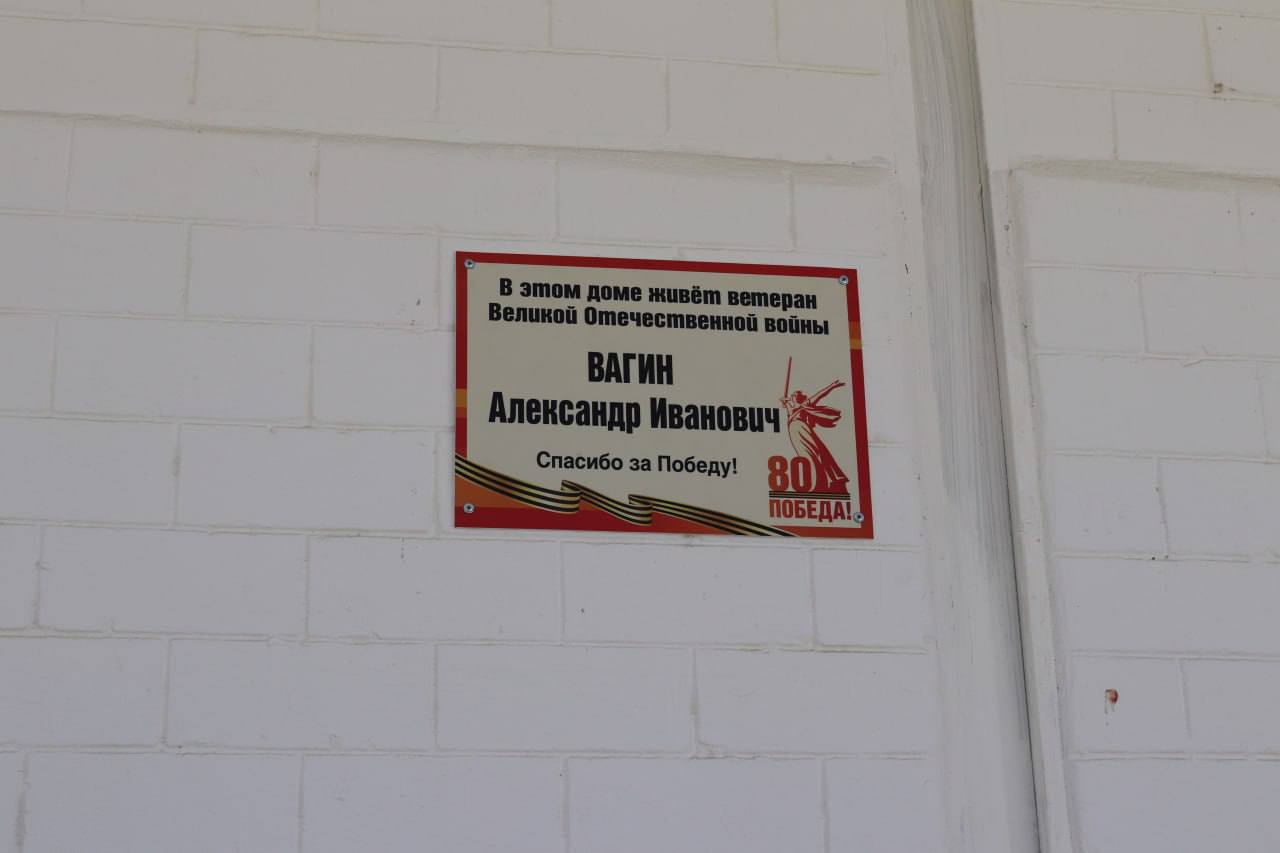 В этом доме живёт ветеран
Великой Отечественной войны
ВАГИН
Александр Иванович
Спасибо за Победу!
80
ПОБЕДА!